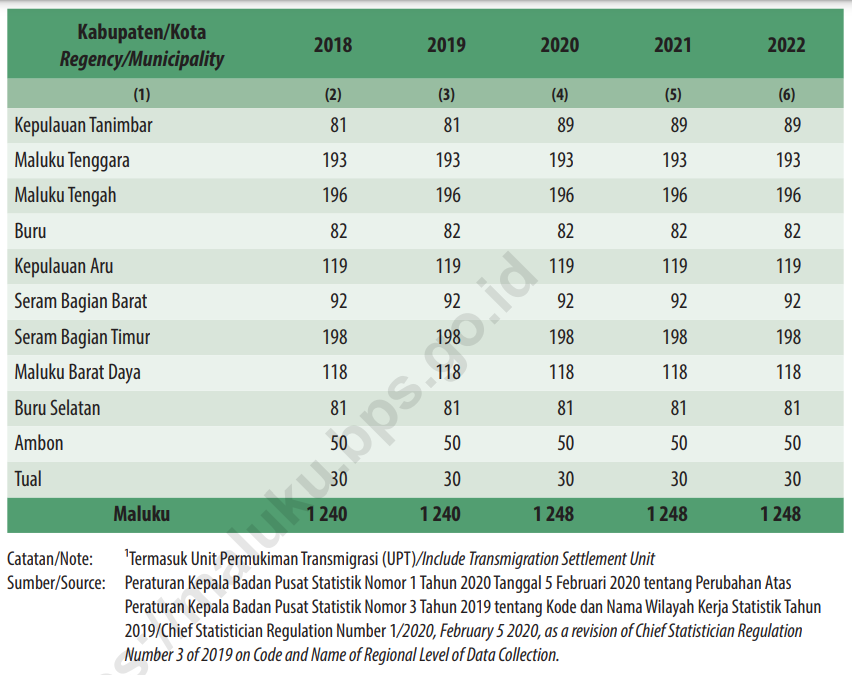 Kabupaten/Kota 2018 2019 2020 2021 2022
Regency/Municipality
(1) (2) (3) (4) (5) (6)
Kepulauan Tanimbar 81 81 89 89 89
Maluku Tenggara 193 193 193 193 193
Maluku Tengah 196 196 196 196 196
Buru 82 82 82 82 82
Kepulauan Aru 119 119 119 119 119
Seram Bagian Barat 92 92 92 92 92
Seram Bagian Timur 198 198 198 198 198
Maluku Barat Daya 118 118 118 118 118
Buru Selatan 81 81 81 81 81
Ambon 50 50 50 50 50
Tual 30 30 30 30 30
Maluku 1 240 1 240 1 248 1 248 1 248
Catatan/Note: ¹Termasuk Unit Permukiman Transmigrasi (UPT)/Include Transmigration Settlement Unit
Sumber/Source: Peraturan Kepala Badan Pusat Statistik Nomor 1 Tahun 2020 Tanggal 5 Februari 2020 tentang Perubahan Atas
Peraturan Kepala Badan Pusat Statistik Nomor 3 Tahun 2019 tentang Kode dan Nama Wilayah Kerja Statistik Tahun
2019/Chief Statistician Regulation Number 1/2020, February 5 2020, as a revision of Chief Statistician Regulation
Number 3 of 2019 on Code and Name of Regional Level of Data Collection.
ps://maluku.bps.go.id